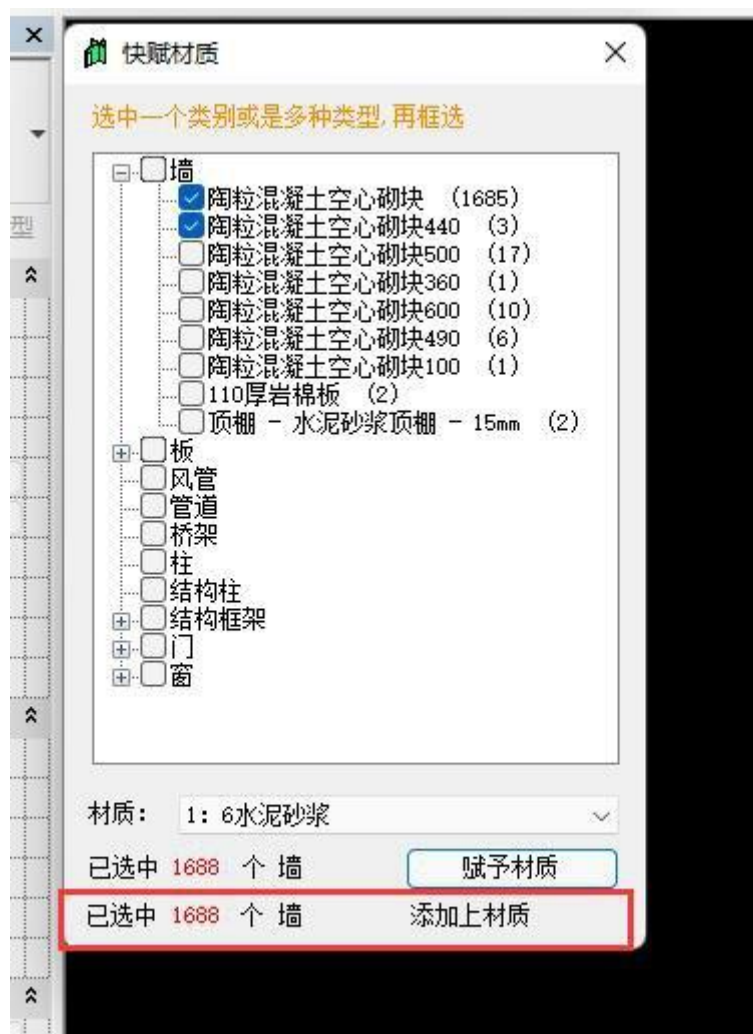 快赋材质
选中一个类别或是多种类型,再框选
墙
陶粒混凝土空心砌块 (1685)
陶粒混凝土空心砌块440 (3)
型
陶粒混凝土空心砌块500 (17)
陶粒混凝土空心砌块360 (1)
陶粒混凝土空心砌块600 (10)
陶粒混凝土空心砌块490 (6)
陶粒混凝土空心砌块100 (1)
110厚岩棉板 (2)
顶棚 - 水泥砂浆顶棚 - 15mm (2)
板
风管
管道
桥架
柱
结构柱
结构框架
门
窗
材质: 1: 6水泥砂浆
已选中 1688 个 墙 赋予材质
已选中 1688 个 墙 添加上材质